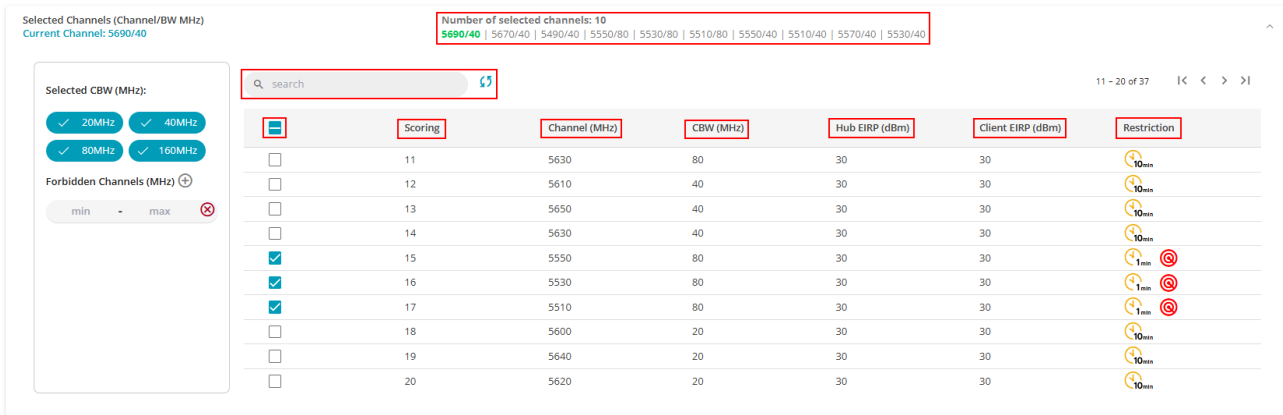 Selected Channels (Channel/BW MHz)
Current Channel: 5690/40
Number of selected channels: 10
5690/40 | 5670/40 | 5490/40 | 5550/80 | 5530/80 | 5510/80 | 5550/40 | 5510/40 | 5570/40 | 5530/40
Selected CBW (MHz):
20MHz 40MHz
80MHz 160MHz
Forbidden Channels (MHz)
min - max
search
11 – 20 of 37
Scoring Channel (MHz) CBW (MHz) Hub EIRP (dBm) Client EIRP (dBm) Restriction
11 5630 80 30 30 10min
12 5610 40 30 30 10min
13 5650 40 30 30 10min
14 5630 40 30 30 10min
15 5550 80 30 30 1min
16 5530 80 30 30 1min
17 5510 80 30 30 1min
18 5600 20 30 30 10min
19 5640 20 30 30 10min
20 5620 20 30 30 10min